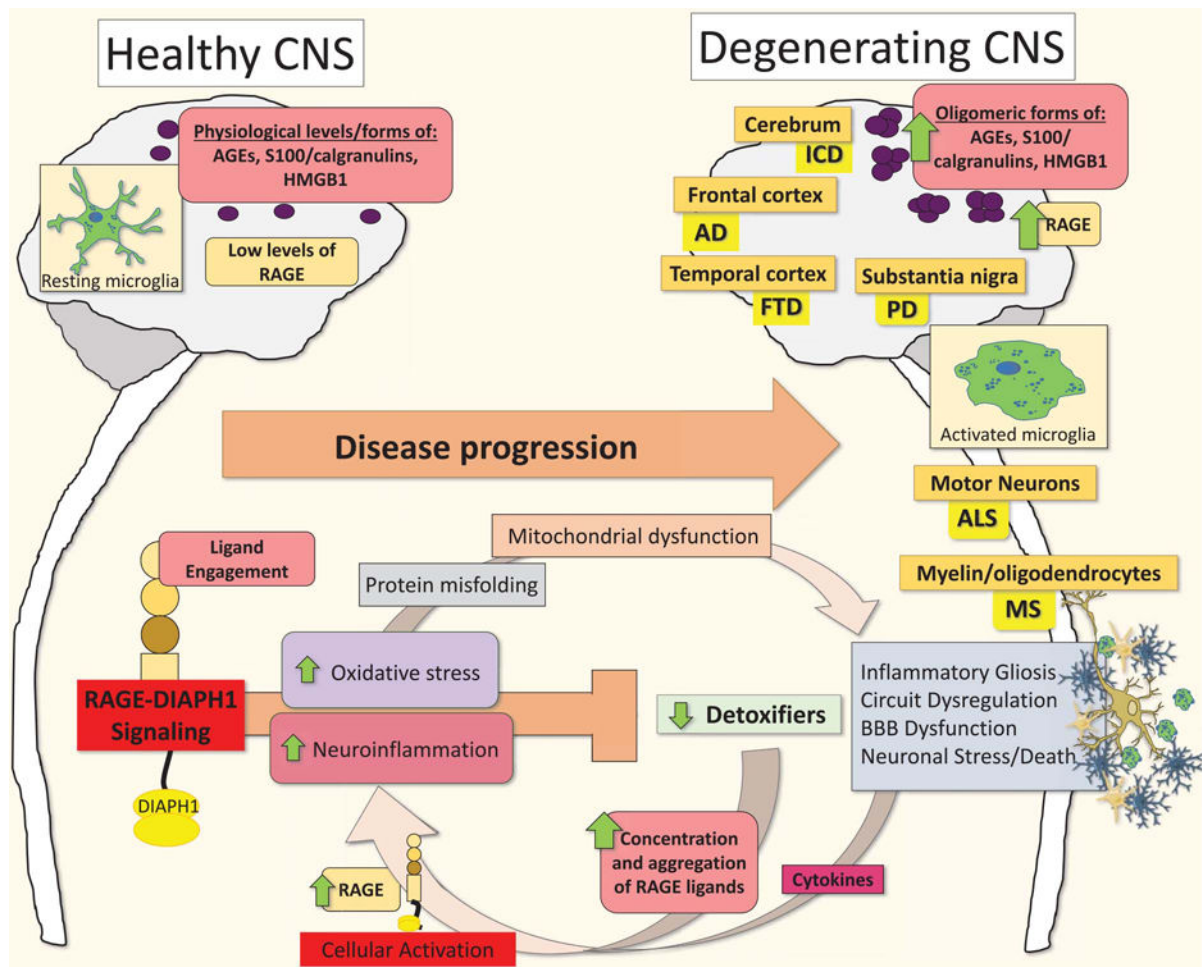 Healthy CNS
Physiological levels/forms of:
AGEs, S100/calgranulins,
HMGB1
Resting microglia
Low levels of
RAGE
Degenerating CNS
Cerebrum
ICD
Oligomeric forms of:
AGEs, S100/
calgranulins, HMGB1
Frontal cortex
AD
RAGE
Temporal cortex
FTD
Substantia nigra
PD
Activated microglia
Disease progression
Motor Neurons
ALS
Myelin/oligodendrocytes
MS
Ligand
Engagement
Mitochondrial dysfunction
Protein misfolding
RAGE-DIAPH1
Signaling
DIAPH1
Oxidative stress
Neuroinflammation
Detoxifiers
Inflammatory Gliosis
Circuit Dysregulation
BBB Dysfunction
Neuronal Stress/Death
Concentration
and aggregation
of RAGE ligands
Cytokines
RAGE
Cellular Activation